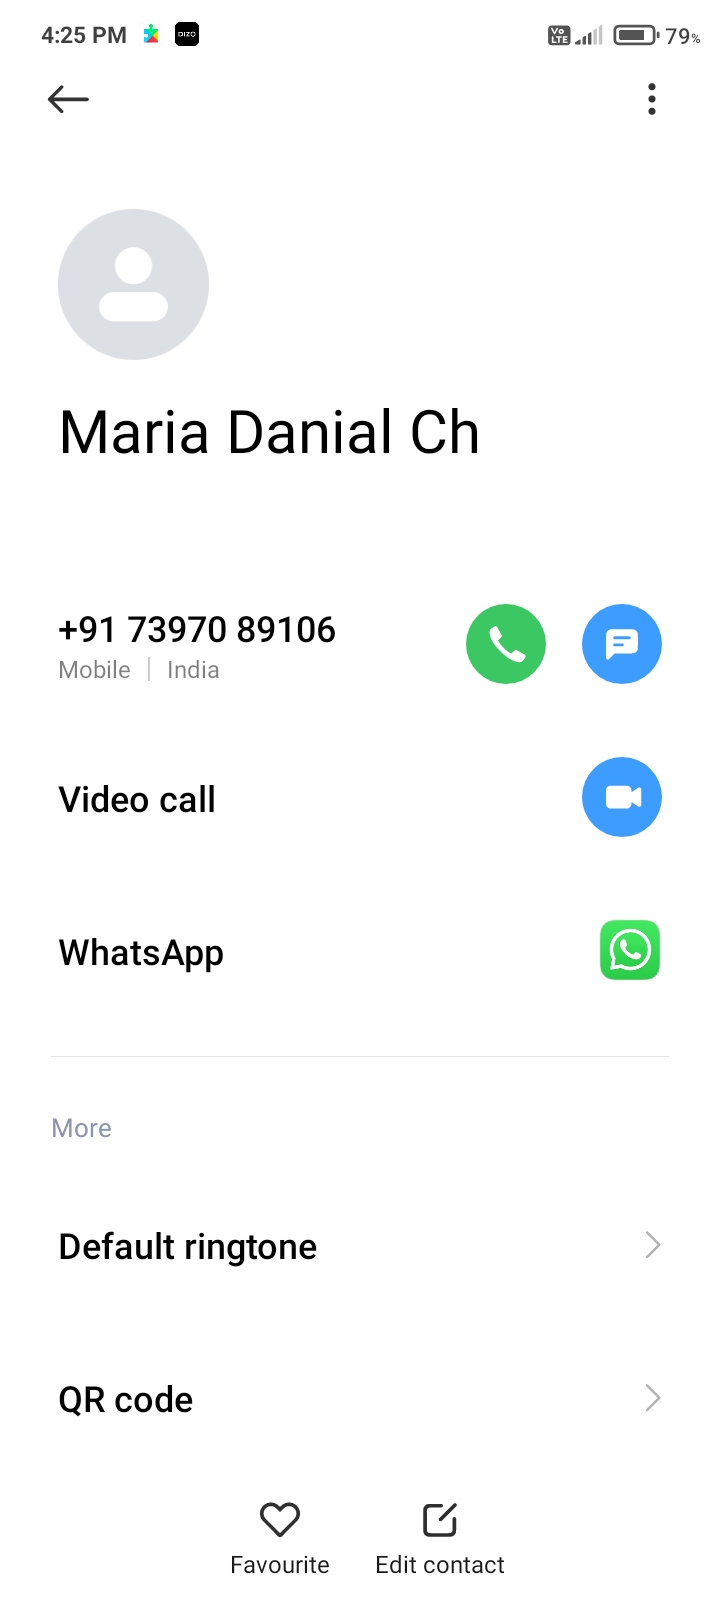 4:25 PM DIZO Vo LTE 79%
Maria Danial Ch
+91 73970 89106
Mobile | India
Video call
WhatsApp
More
Default ringtone
QR code
Favourite Edit contact